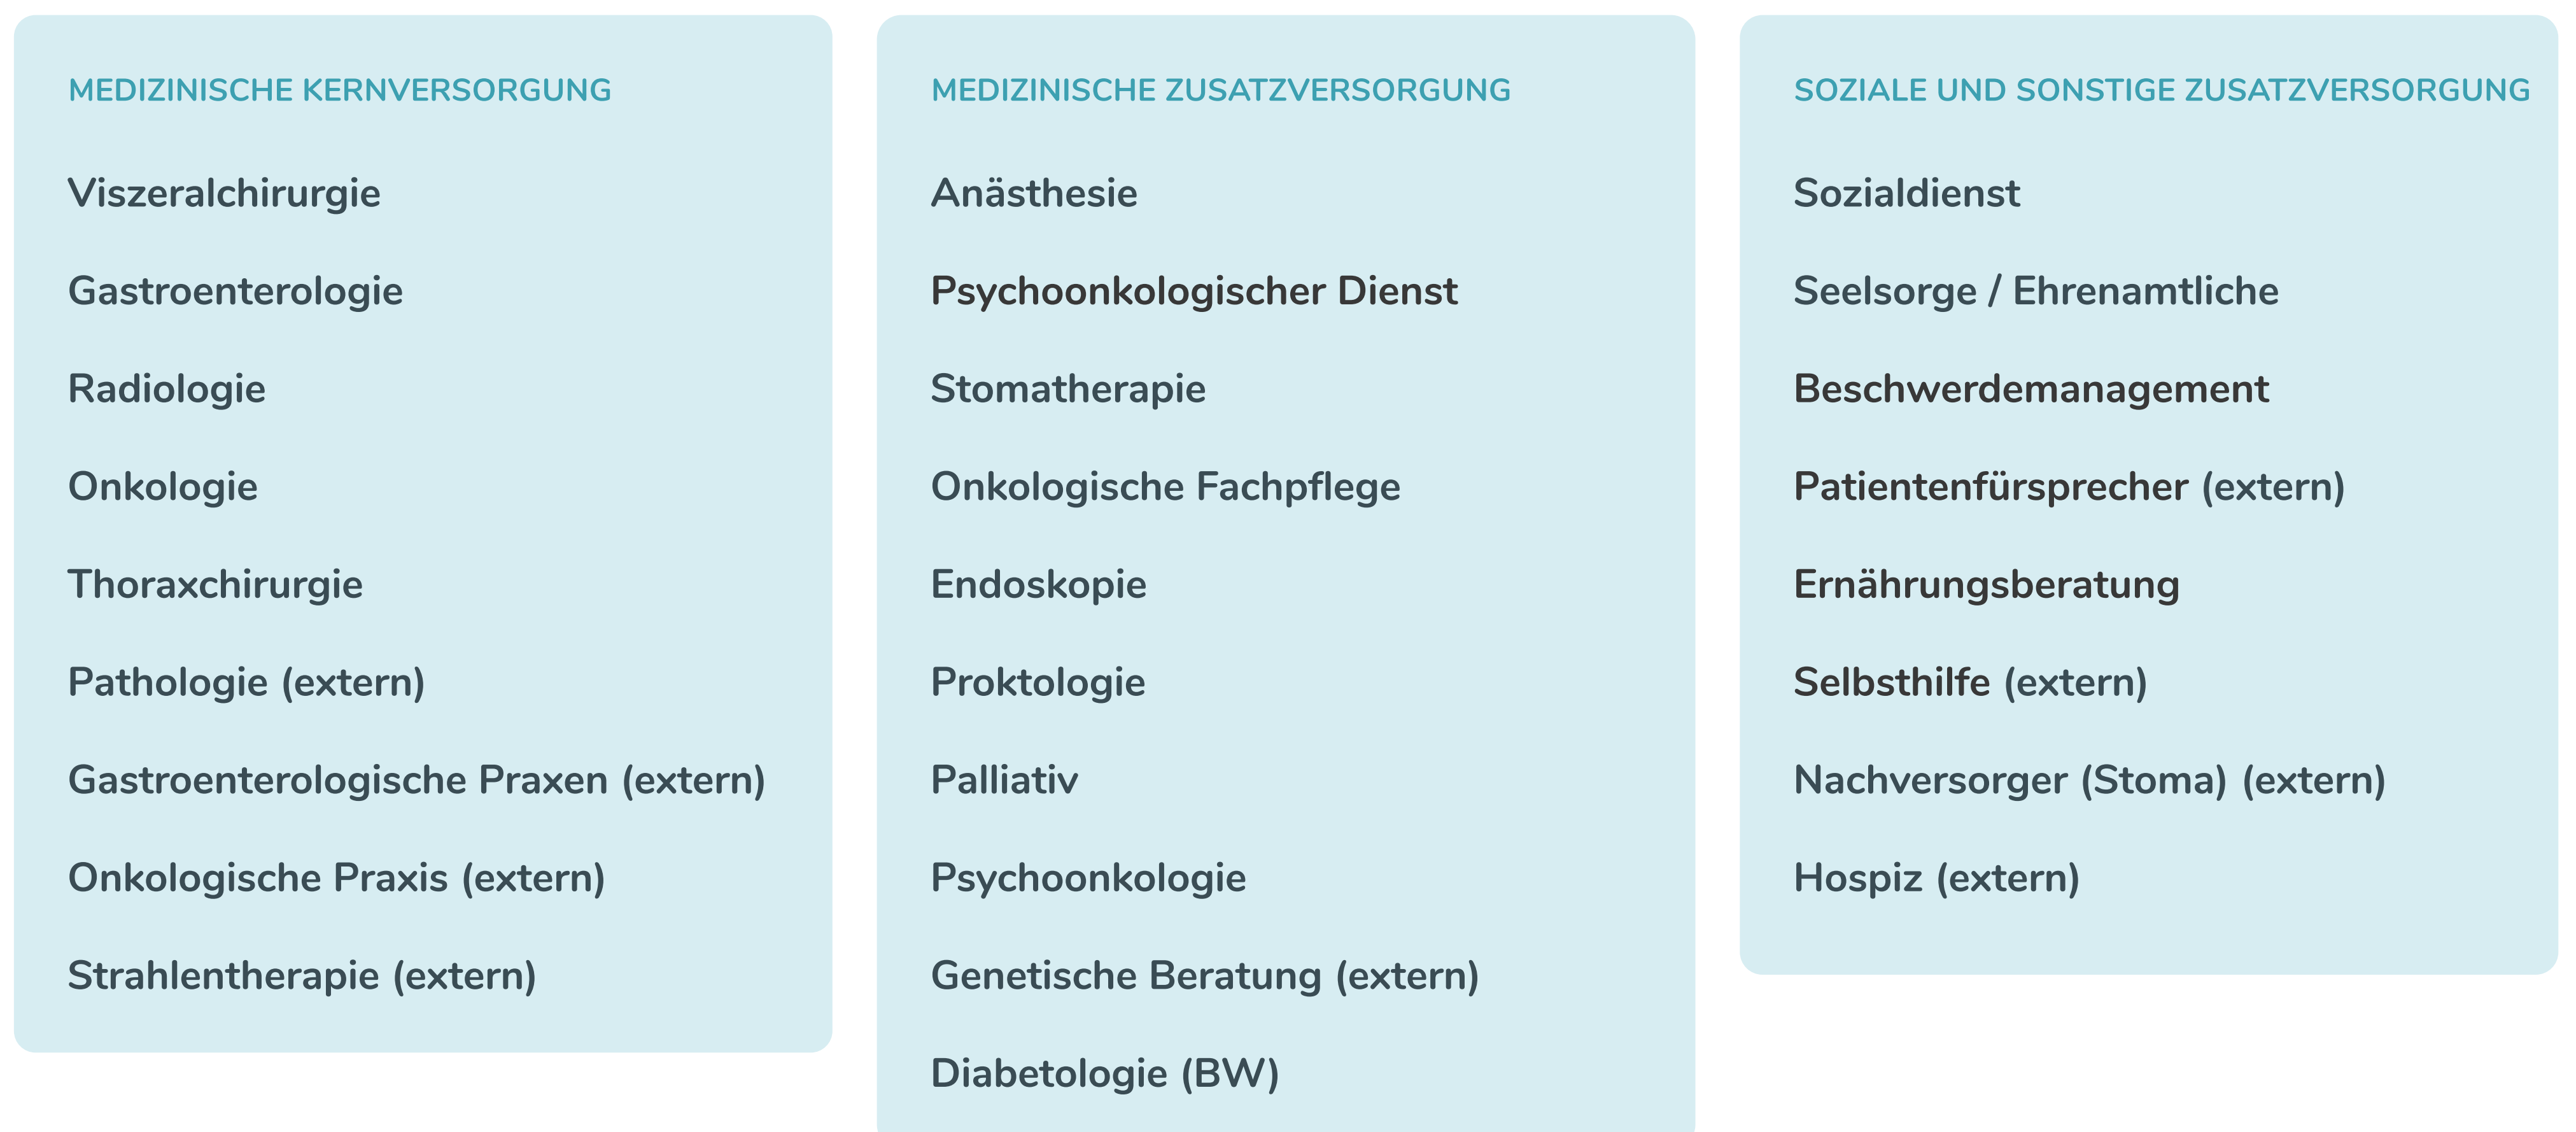 MEDIZINISCHE KERNVERSORGUNG
Viszeralchirurgie
Gastroenterologie
Radiologie
Onkologie
Thoraxchirurgie
Pathologie (extern)
Gastroenterologische Praxen (extern)
Onkologische Praxis (extern)
Strahlentherapie (extern)
MEDIZINISCHE ZUSATZVERSORGUNG
Anästhesie
Psychoonkologischer Dienst
Stomatherapie
Onkologische Fachpflege
Endoskopie
Proktologie
Palliativ
Psychoonkologie
Genetische Beratung (extern)
Diabetologie (BW)
SOZIALE UND SONSTIGE ZUSATZVERSORGUNG
Sozialdienst
Seelsorge / Ehrenamtliche
Beschwerdemanagement
Patientenfürsprecher (extern)
Ernährungsberatung
Selbsthilfe (extern)
Nachversorger (Stoma) (extern)
Hospiz (extern)